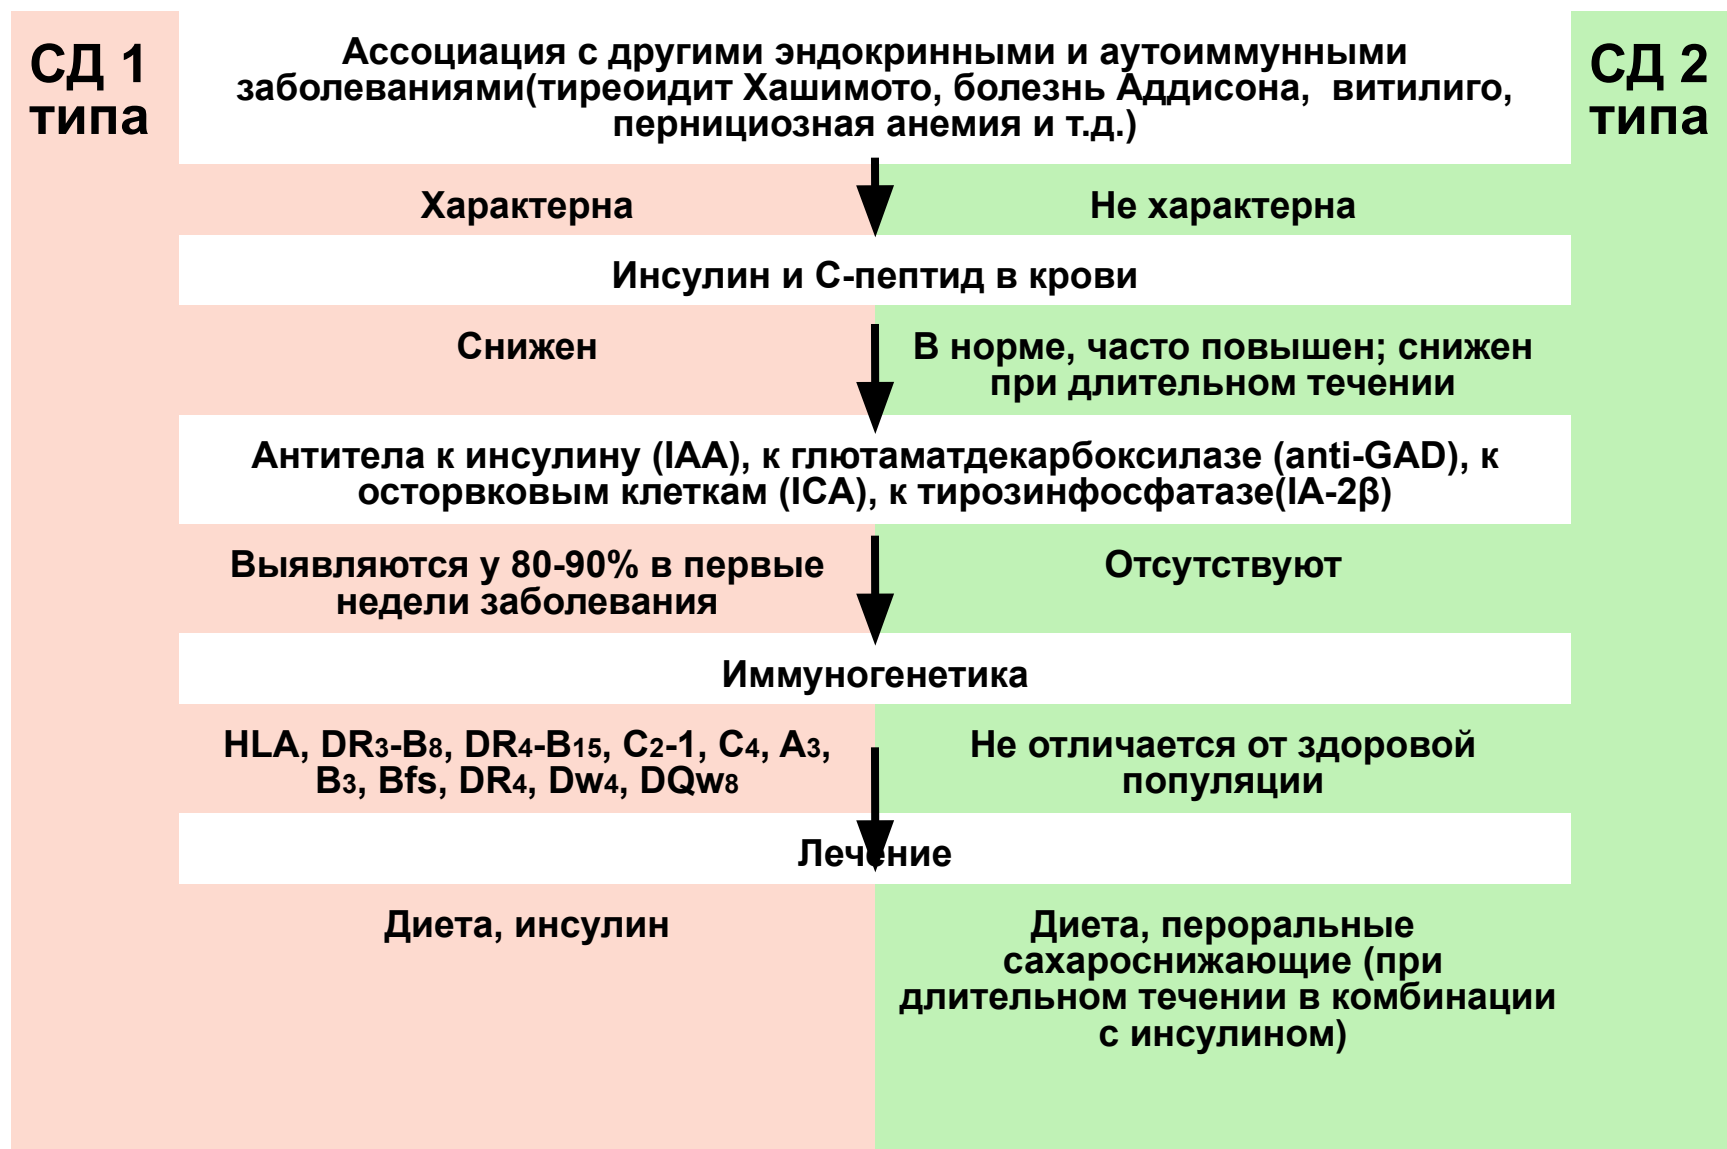 СД 1
типа
Ассоциация с другими эндокринными и аутоиммунными
заболеваниями(тиреоидит Хашимото, болезнь Аддисона,  витилиго,
пернициозная анемия и т.д.)
СД 2
типа
Характерна
Не характерна
Инсулин и С-пептид в крови
Снижен
В норме, часто повышен; снижен
при длительном течении
Антитела к инсулину (IAA), к глютаматдекарбоксилазе (anti-GAD), к
осторвковым клеткам (ICA), к тирозинфосфатазе(IA-2β)
Выявляются у 80-90% в первые
недели заболевания
Отсутствуют
Иммуногенетика
HLA, DR3-B8, DR4-B15, C2-1, C4, A3,
B3, Bfs, DR4, Dw4, DQw8
Не отличается от здоровой
популяции
Лечение
Диета, инсулин
Диета, пероральные
сахароснижающие (при
длительном течении в комбинации
с инсулином)